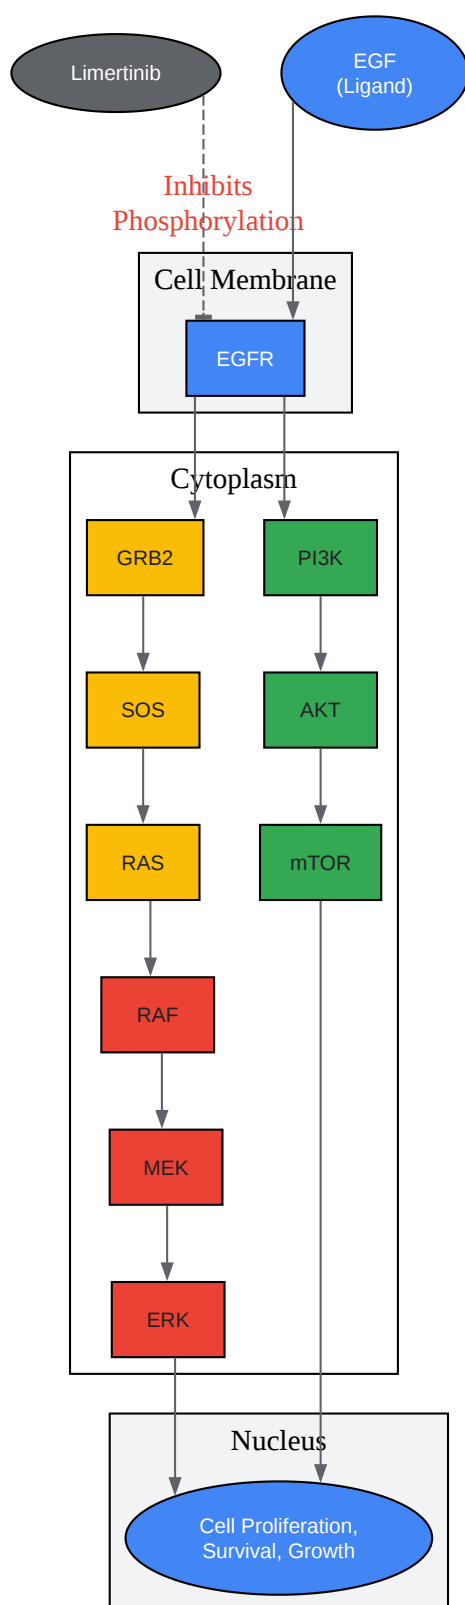 Limertinib
EGF
(Ligand)
Inhibits
Phosphorylation
Cell Membrane
EGFR
Cytoplasm
GRB2
PI3K
SOS
AKT
RAS
mTOR
RAF
MEK
ERK
Nucleus
Cell Proliferation,
Survival, Growth